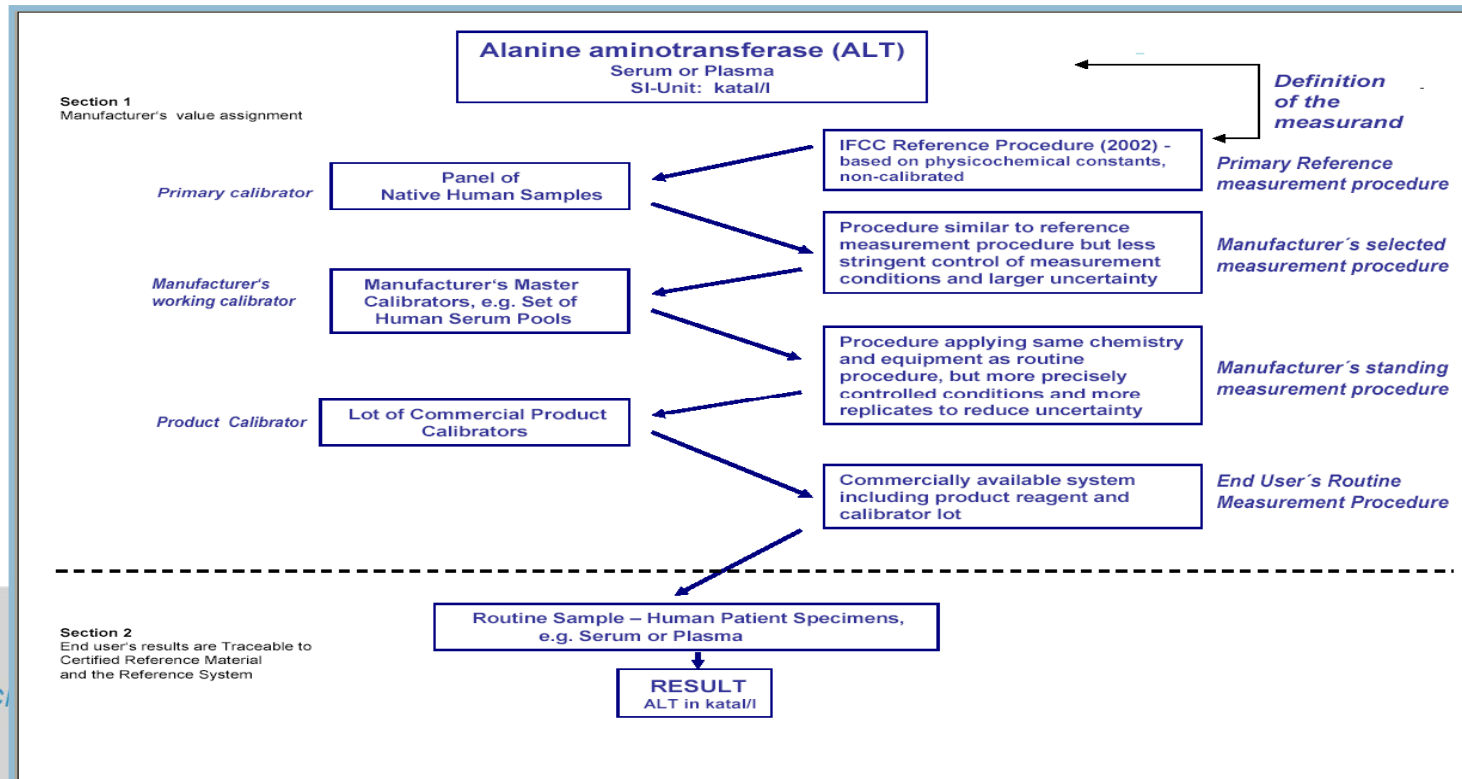 Alanine aminotransferase (ALT)
Serum or Plasma
SI-Unit: katal/l
Section 1
Manufacturer's value assignment
Definition
of the
measurand
IFCC Reference Procedure (2002) -
based on physicochemical constants,
non-calibrated
Primary Reference
measurement procedure
Primary calibrator
Panel of
Native Human Samples
Procedure similar to reference
measurement procedure but less
stringent control of measurement
conditions and larger uncertainty
Manufacturer´s selected
measurement procedure
Manufacturer's
working calibrator
Manufacturer's Master
Calibrators, e.g. Set of
Human Serum Pools
Procedure applying same chemistry
and equipment as routine
procedure, but more precisely
controlled conditions and more
replicates to reduce uncertainty
Manufacturer´s standing
measurement procedure
Product Calibrator
Lot of Commercial Product
Calibrators
Commercially available system
including product reagent and
calibrator lot
End User´s Routine
Measurement Procedure
Section 2
End user's results are Traceable to
Certified Reference Material
and the Reference System
Routine Sample – Human Patient Specimens,
e.g. Serum or Plasma
RESULT
ALT in katal/l